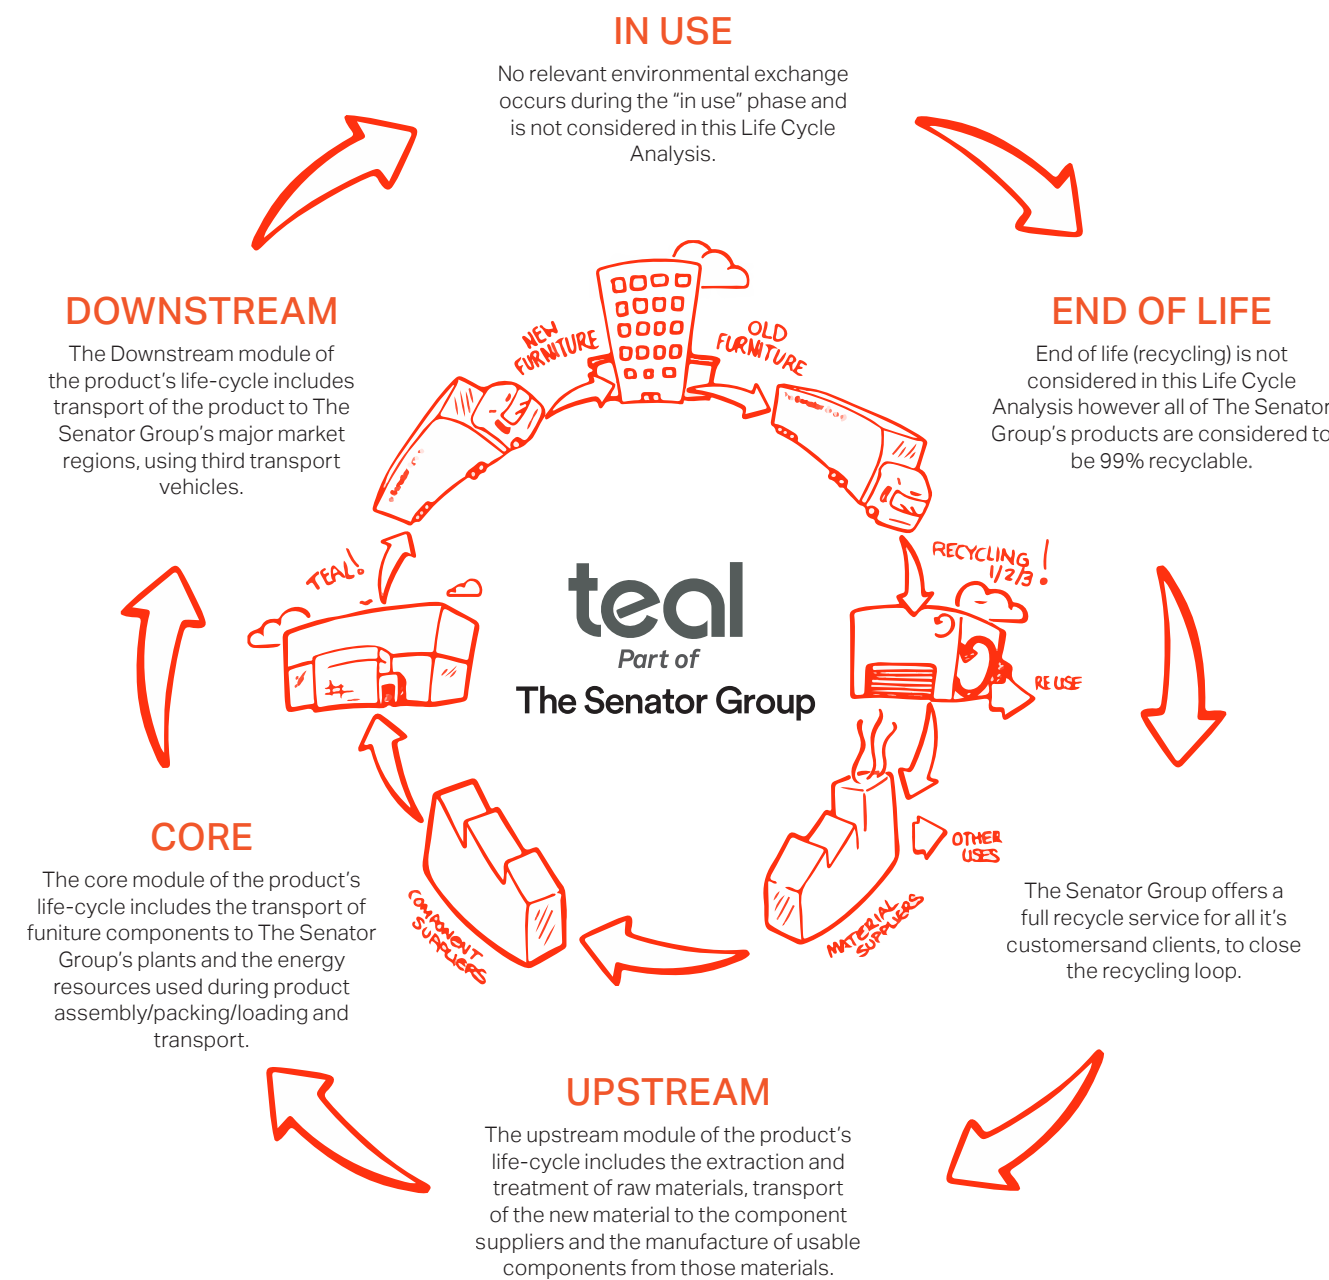 IN USE
No relevant environmental exchange
occurs during the “in use” phase and
is not considered in this Life Cycle
Analysis.
DOWNSTREAM
The Downstream module of
the product’s life-cycle includes
transport of the product to The
Senator Group’s major market
regions, using third transport
vehicles.
END OF LIFE
End of life (recycling) is not
considered in this Life Cycle
Analysis however all of The Senator
Group’s products are considered to
be 99% recyclable.
NEW
FURNITURE
OLD
FURNITURE
Senator
Senator
TEAL!
RECYCLING !
1/2/3
teal
Part of
The Senator Group
RE USE
OTHER
USES
COMPONENT
SUPPLIERS
MATERIAL
SUPPLIERS
CORE
The core module of the product’s
life-cycle includes the transport of
funiture components to The Senator
Group’s plants and the energy
resources used during product
assembly/packing/loading and
transport.
The Senator Group offers a
full recycle service for all it’s
customersand clients, to close
the recycling loop.
UPSTREAM
The upstream module of the product’s
life-cycle includes the extraction and
treatment of raw materials, transport
of the new material to the component
suppliers and the manufacture of usable
components from those materials.